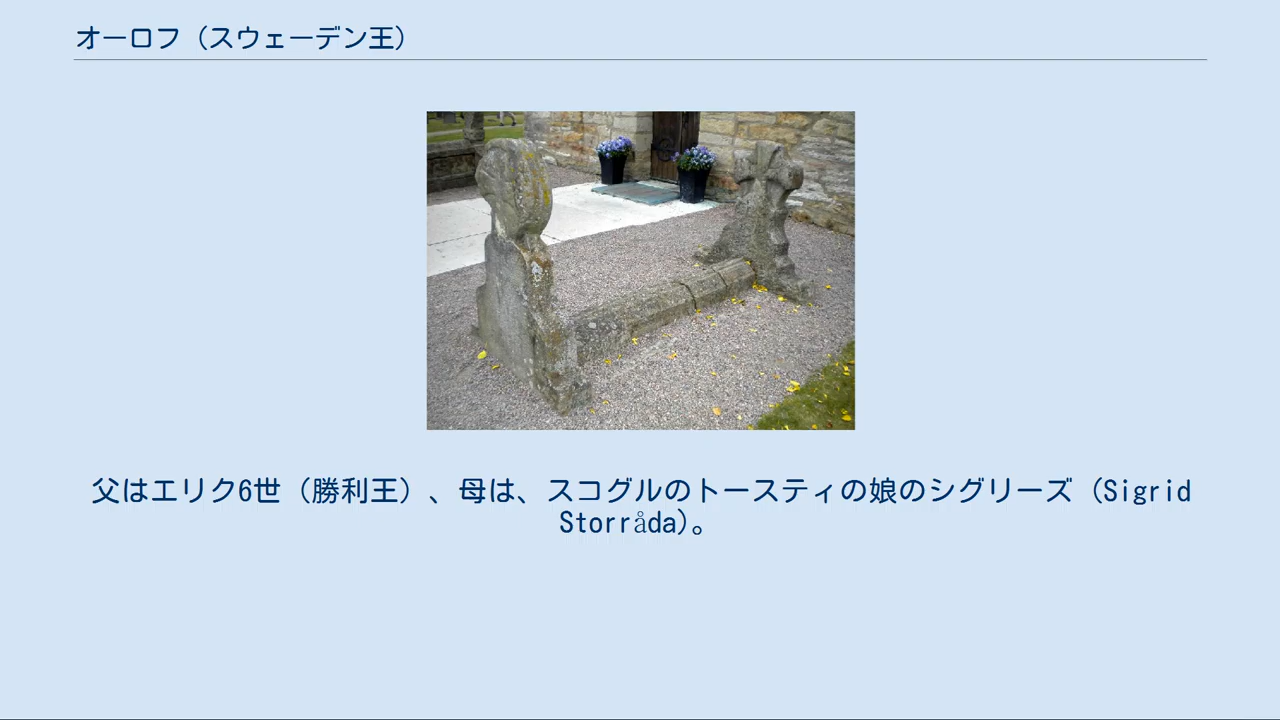 オーロフ（スウェーデン王）
父はエリク6世（勝利王）、母は、スコグルのトースティの娘のシグリーズ（Sigrid
Storråda)。